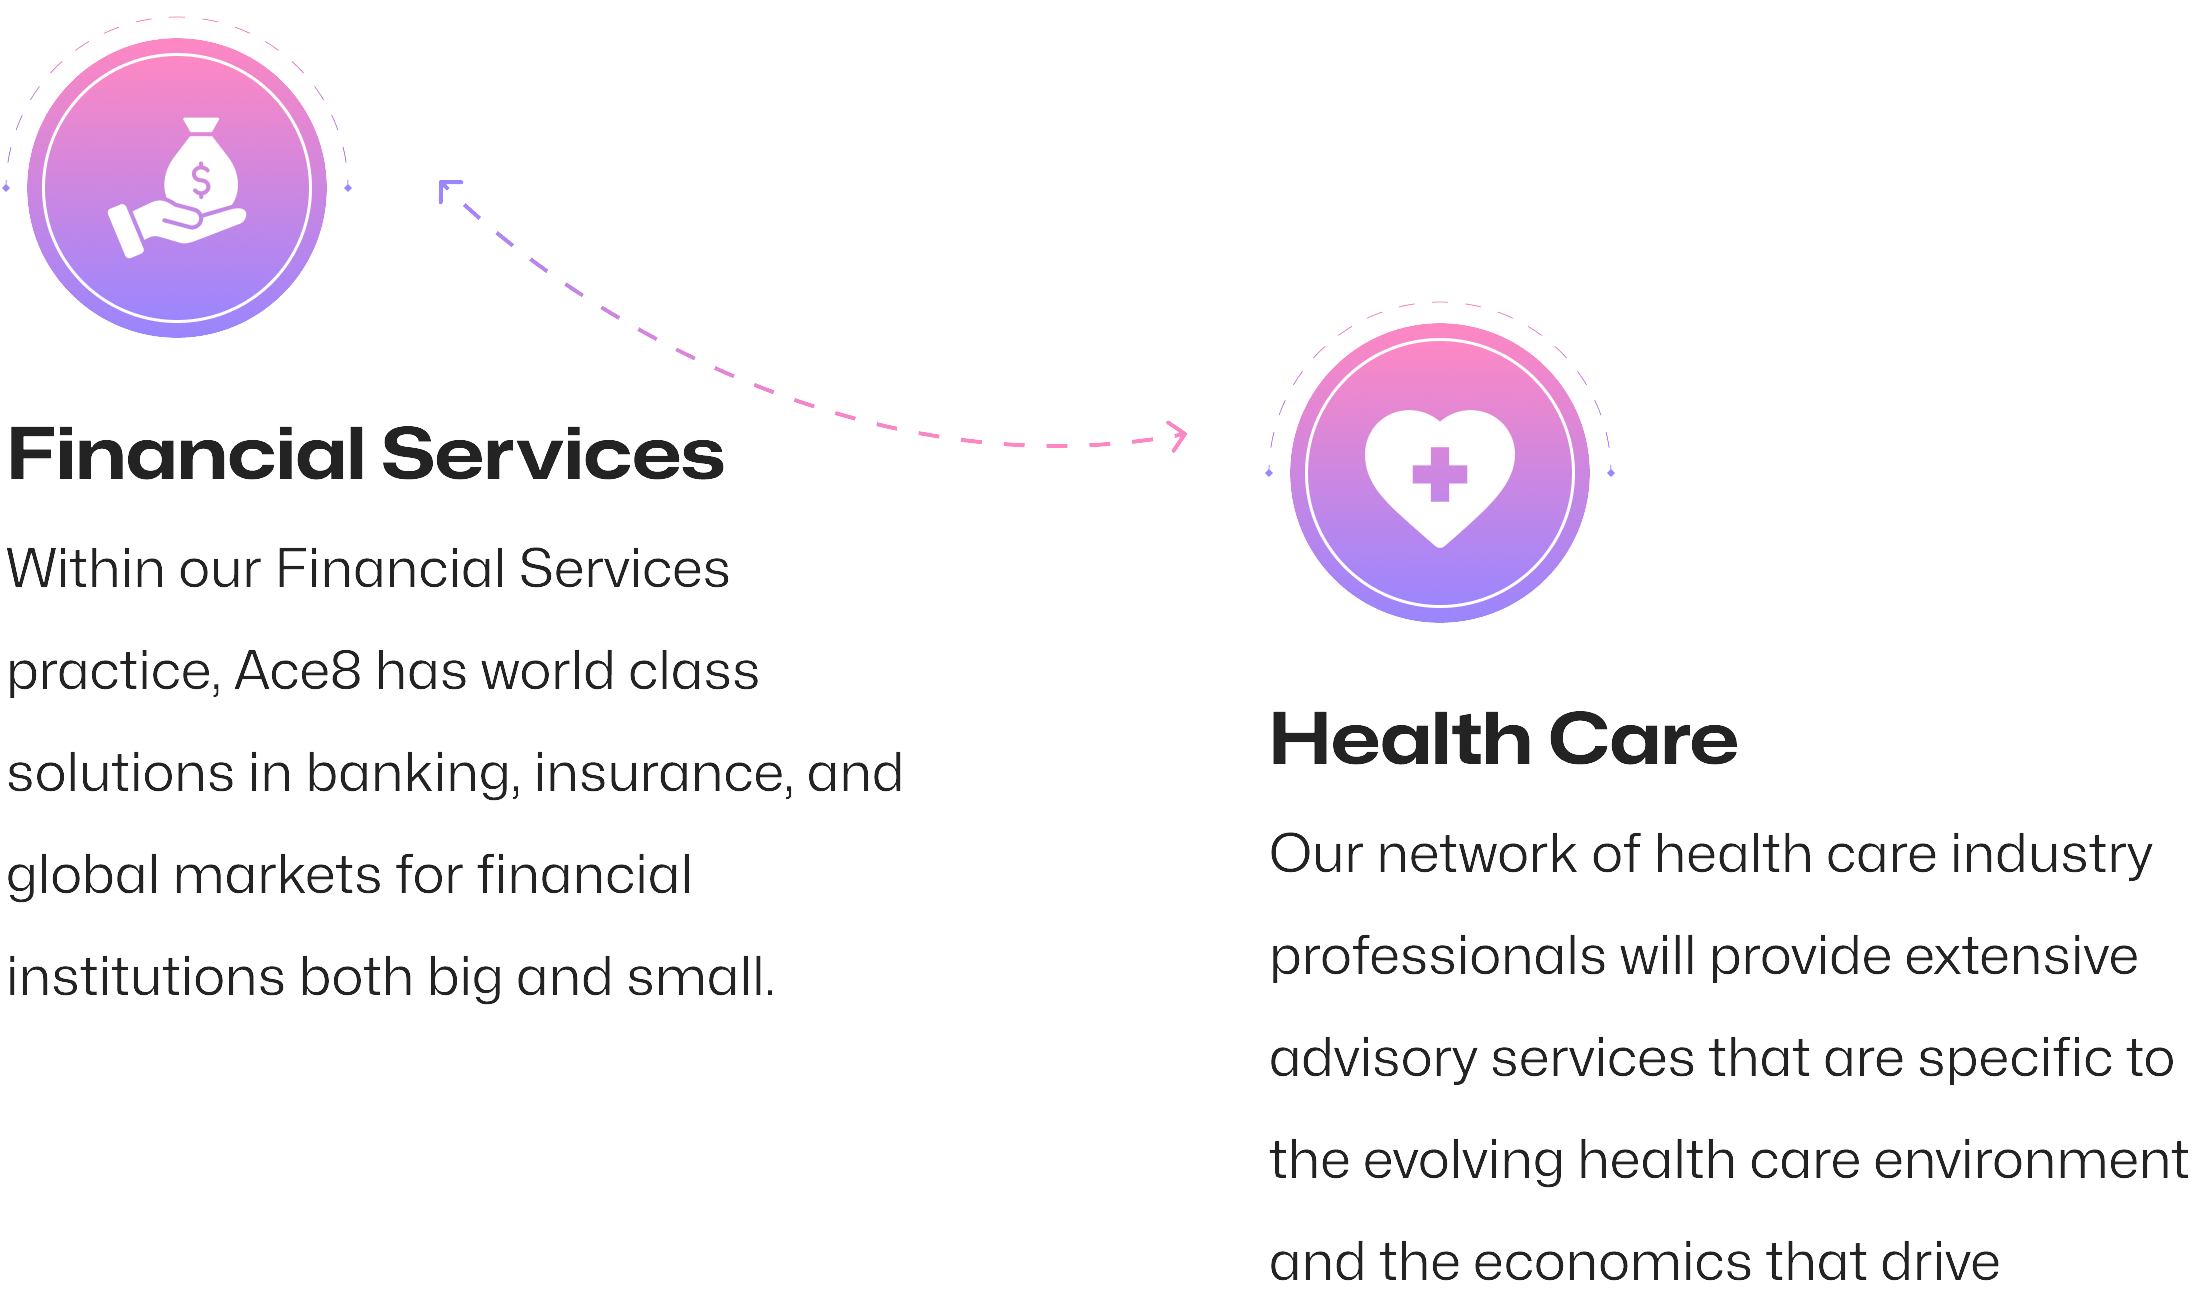 $
Financial Services
Within our Financial Services
practice, Ace8 has world class
solutions in banking, insurance, and
global markets for financial
institutions both big and small.
Health Care
Our network of health care industry
professionals will provide extensive
advisory services that are specific to
the evolving health care environment
and the economics that drive